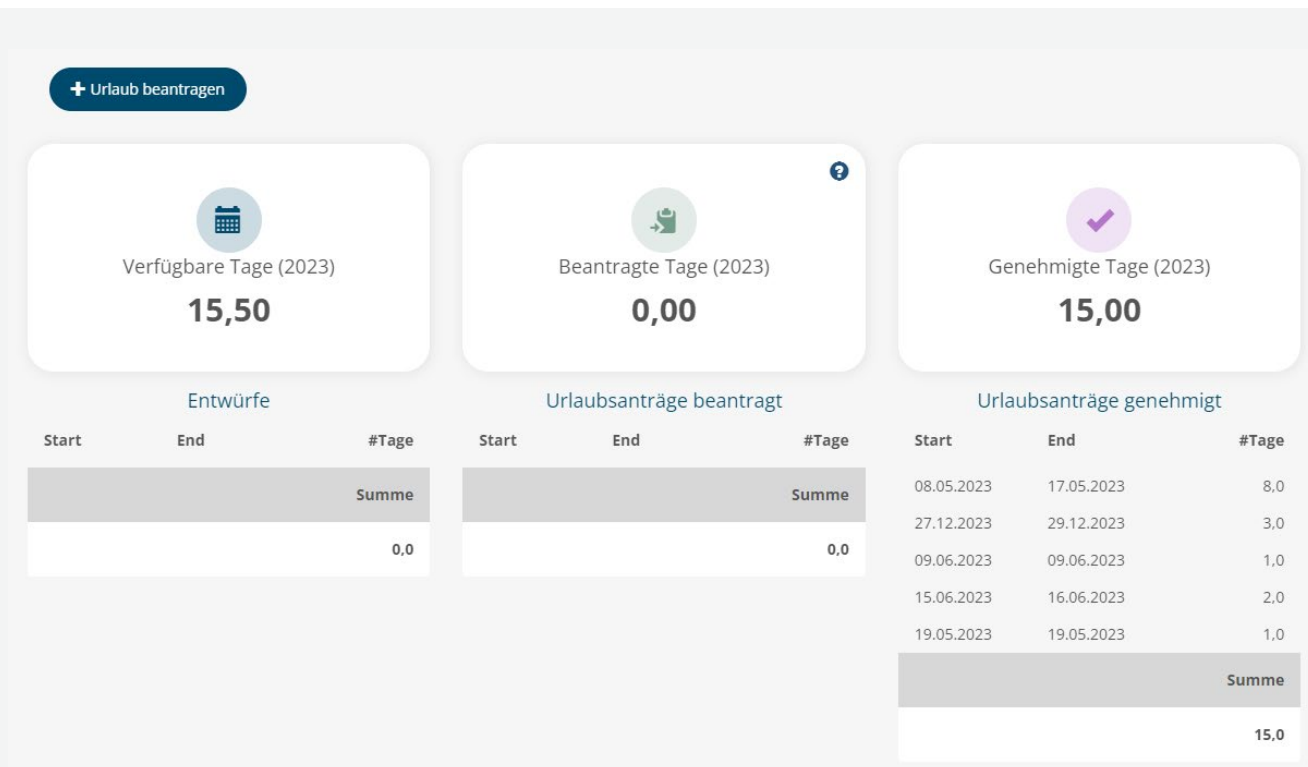 Urlaub beantragen
Verfügbare Tage (2023)
15,50
Beantragte Tage (2023)
0,00
Genehmigte Tage (2023)
15,00
Entwürfe
Start End #Tage
Summe
0,0
Urlaubsanträge beantragt
Start End #Tage
Summe
0,0
Urlaubsanträge genehmigt
Start End #Tage
08.05.2023 17.05.2023 8,0
27.12.2023 29.12.2023 3,0
09.06.2023 09.06.2023 1,0
15.06.2023 16.06.2023 2,0
19.05.2023 19.05.2023 1,0
Summe
15,0